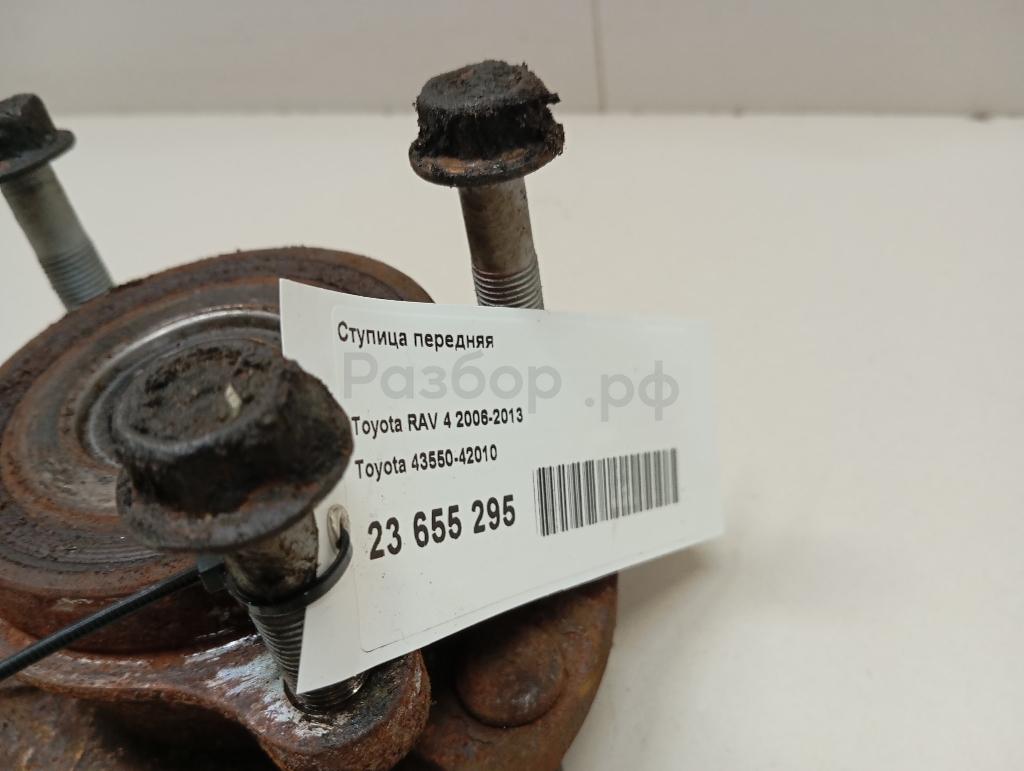 Ступица передняя
Разбор.рф
Toyota RAV 4 2006-2013
Toyota 43550-42010
23 655 295